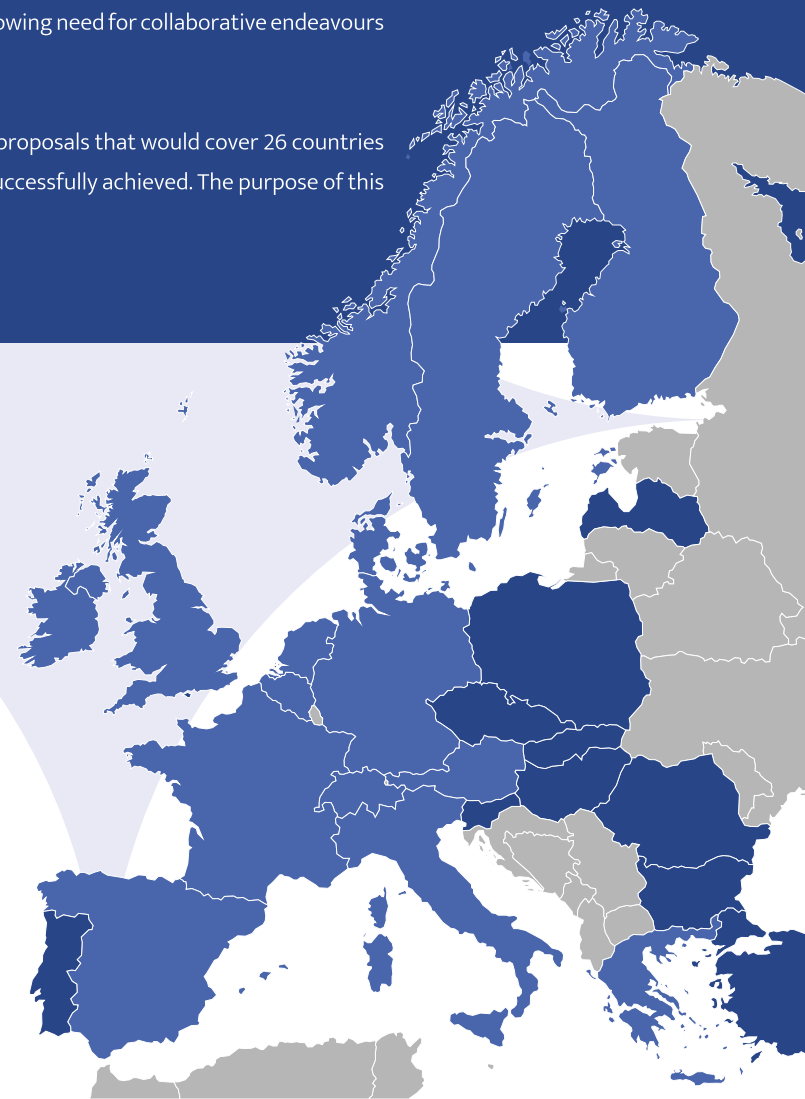 owing need for collaborative endeavours
proposals that would cover 26 countries
uccessfully achieved. The purpose of this